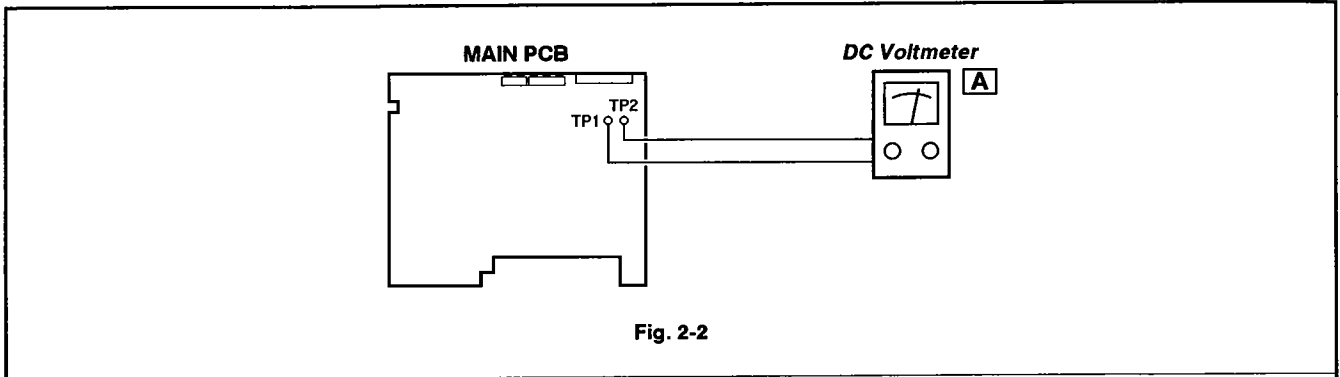 MAIN PCB
DC Voltmeter
A
TP2
TP1
Fig. 2-2